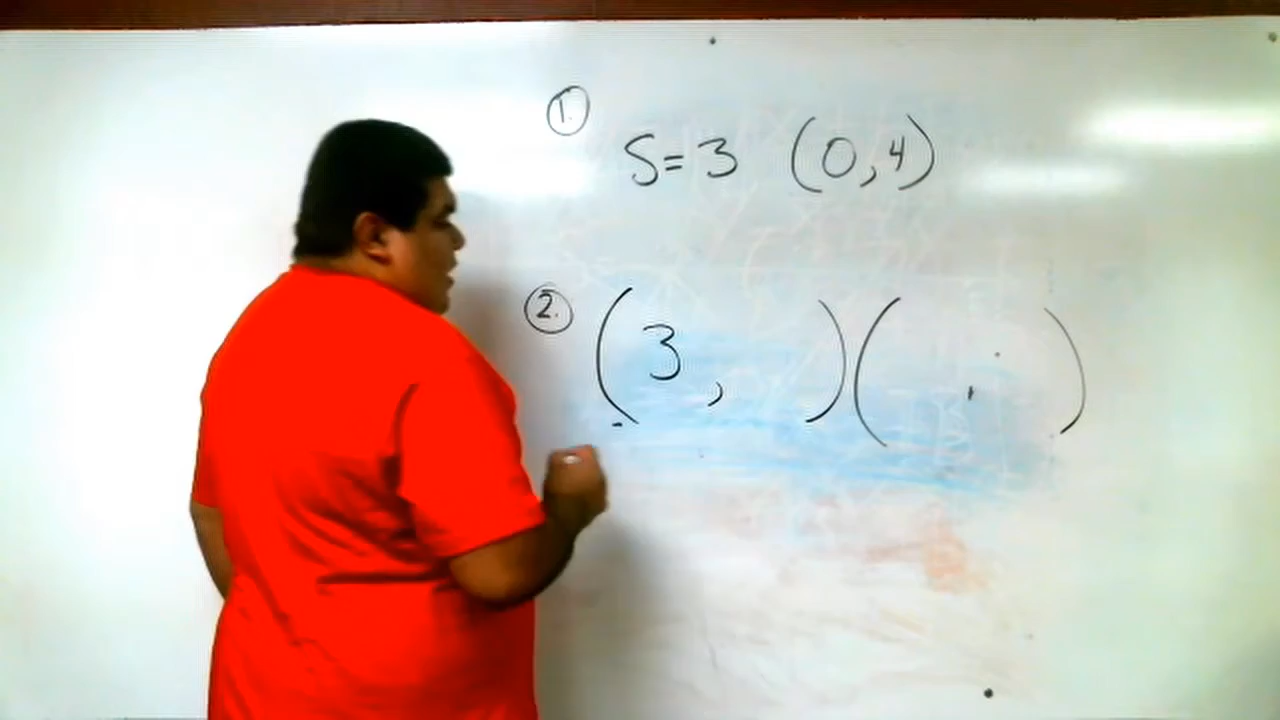 1.
S=3 (0,4)
2. (3, )( , )